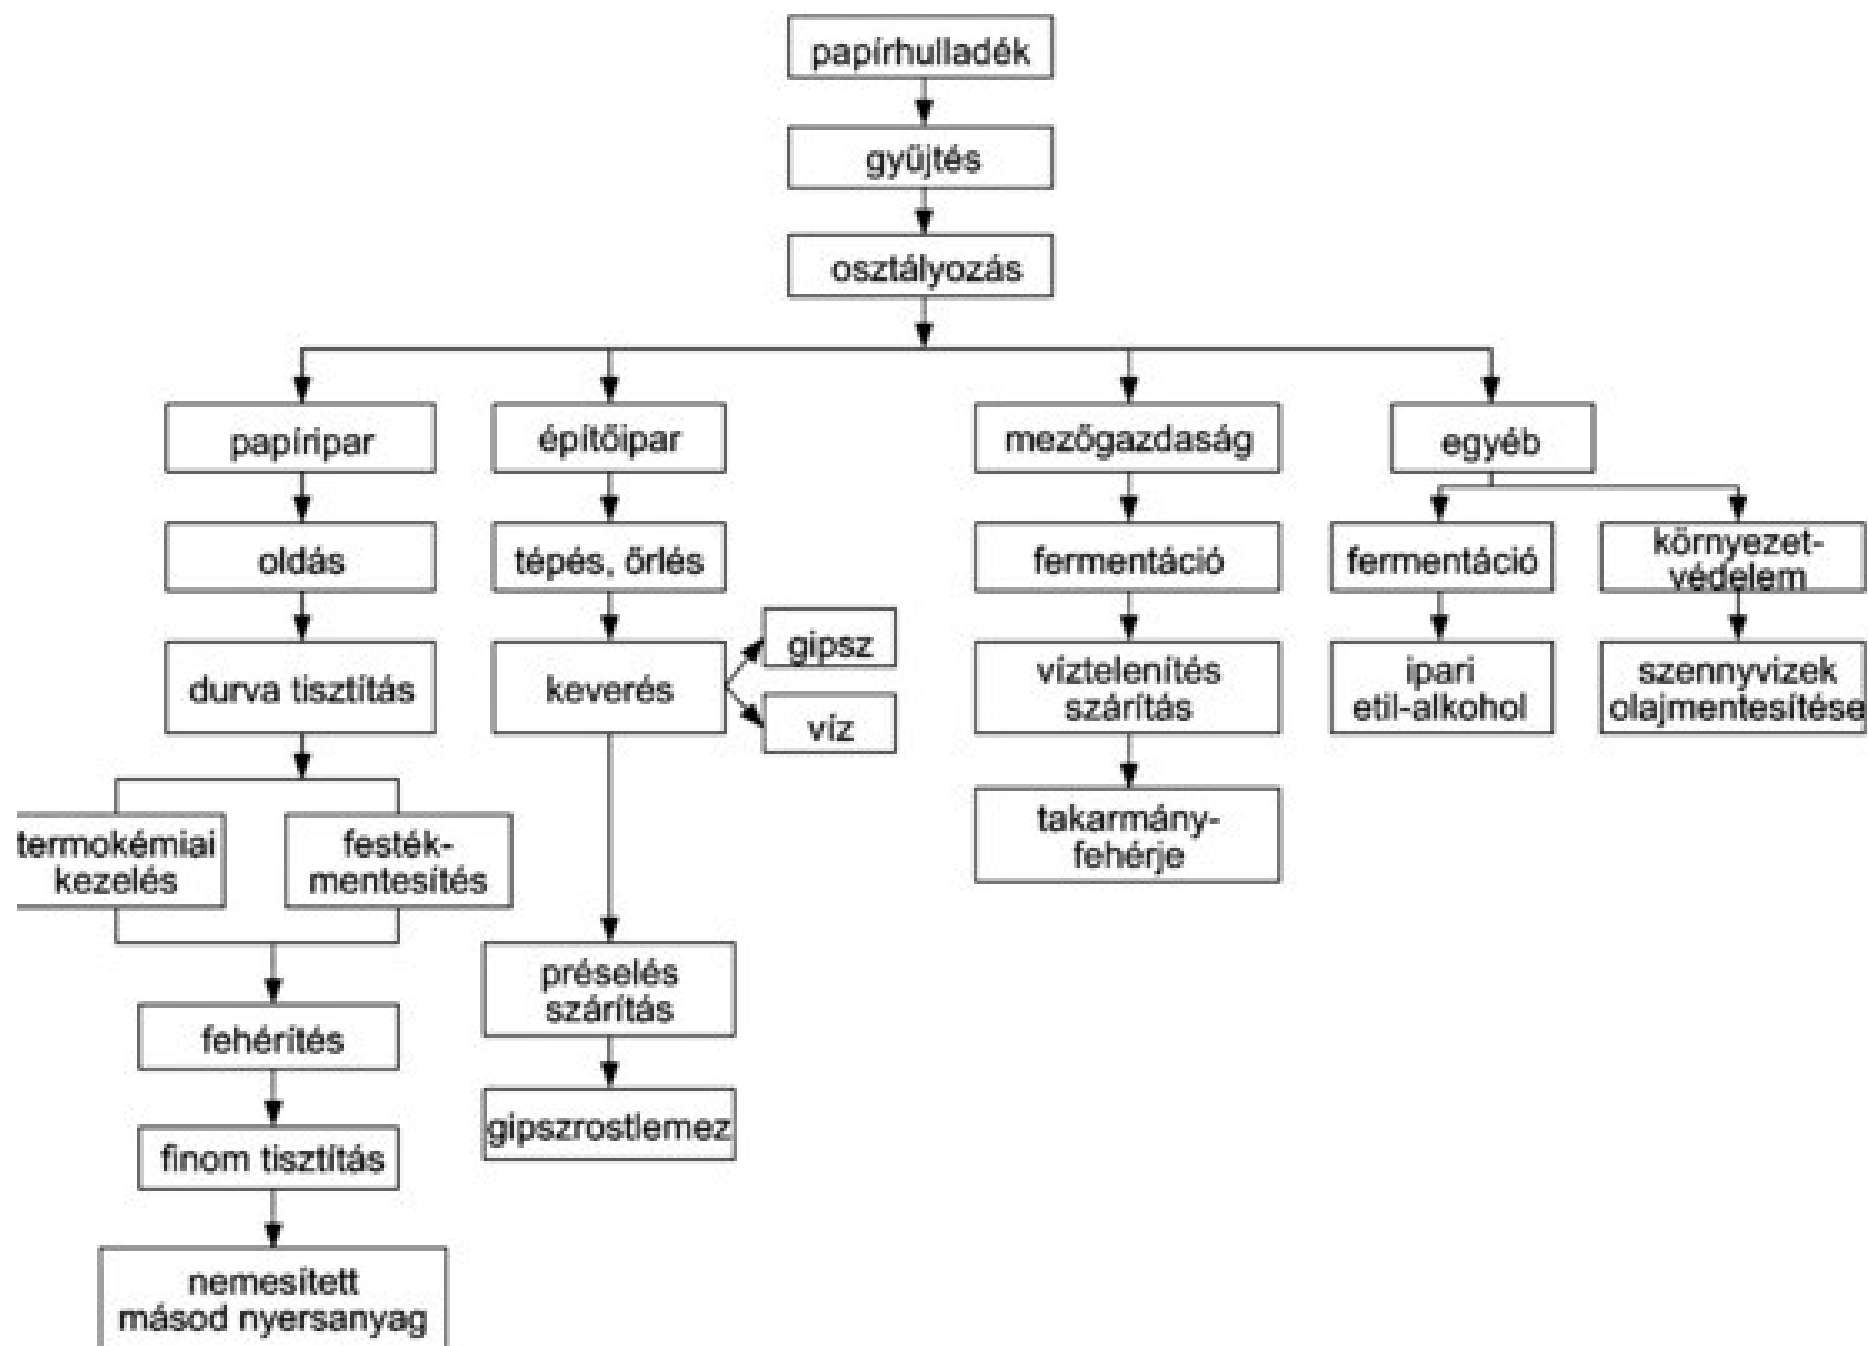 papírhulladék
gyűjtés
osztályozás
papíripar
építőipar
mezőgazdaság
egyéb
oldás
tépés, őrlés
fermentáció
fermentáció
környezet-
védelem
durva tisztítás
keverés
gipsz
víz
víztelenítés
szárítás
ipari
etil-alkohol
szennyvizek
olajmentesítése
termokémiai
kezelés
festék-
mentesítés
takarmány-
fehérje
préselés
szárítás
fehérítés
gipszrostlemez
finom tisztítás
nemesített
másod nyersanyag